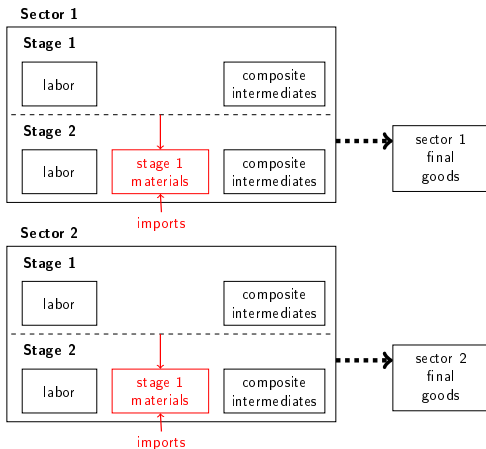 Sector 1
Stage 1
labor
composite
intermediates
Stage 2
labor
stage 1
materials
composite
intermediates
imports
sector 1
final
goods
Sector 2
Stage 1
labor
composite
intermediates
Stage 2
labor
stage 1
materials
composite
intermediates
imports
sector 2
final
goods